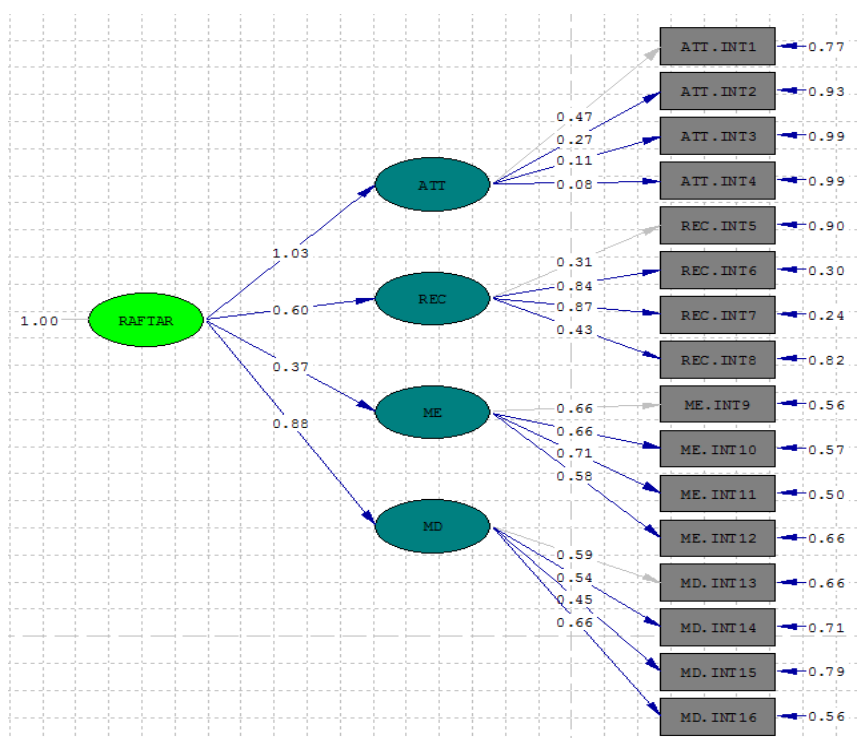 ATT.INT1
0.77
ATT.INT2
0.93
0.47
0.27
ATT.INT3
0.99
0.11
ATT
0.08
ATT.INT4
0.99
REC.INT5
0.90
1.03
0.31
REC.INT6
0.30
0.84
REC
0.60
0.87
REC.INT7
0.24
1.00
RAFTAR
0.43
REC.INT8
0.82
0.37
ME.INT9
0.56
0.66
ME
0.88
0.66
ME.INT10
0.57
0.71
0.58
ME.INT11
0.50
MD
ME.INT12
0.66
0.59
0.54
MD.INT13
0.66
0.45
0.66
MD.INT14
0.71
MD.INT15
0.79
MD.INT16
0.56